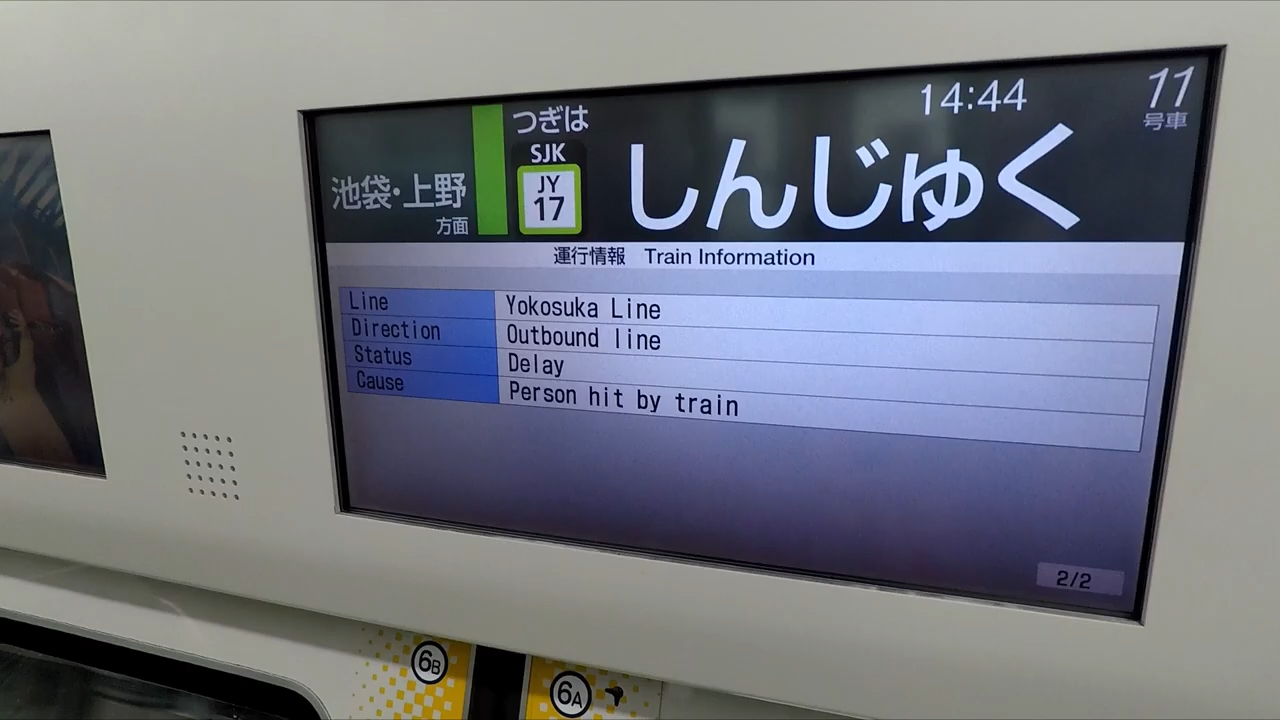 池袋・上野
方面
つぎは
SJK
JY
17
しんじゅく
14:44
11
号車
運行情報 Train Information
Line Yokosuka Line
Direction Outbound line
Status Delay
Cause Person hit by train
2/2
6B
6A